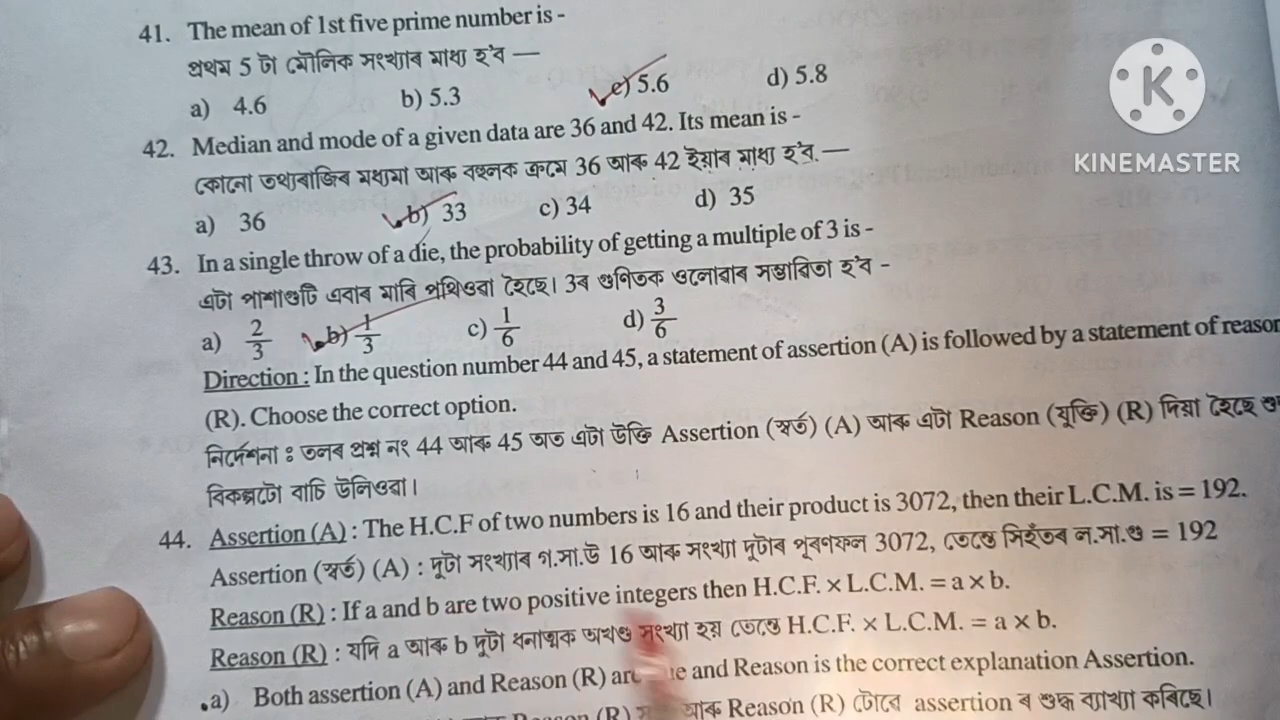 41. The mean of 1st five prime number is -
প্ৰথম 5 টা মৌলিক সংখ্যাৰ মাধ্য হ'ব —
a) 4.6 b) 5.3 c) 5.6 d) 5.8
K
KINEMASTER
42. Median and mode of a given data are 36 and 42. Its mean is -
কোনো তথ্যৰাজিৰ মধ্যমা আৰু বহুলক ক্ৰমে 36 আৰু 42 ইয়াৰ মাধ্য হ'ব —
a) 36 b) 33 c) 34 d) 35
43. In a single throw of a die, the probability of getting a multiple of 3 is -
এটা পাশাগুটি এবাৰ মাৰি পঠিওৱা হৈছে। 3ৰ গুণিতক ওলোৱাৰ সম্ভাৱিতা হ'ব -
a) 2/3 b) 1/3 c) 1/6 d) 3/6
Direction : In the question number 44 and 45, a statement of assertion (A) is followed by a statement of reason
(R). Choose the correct option.
নিৰ্দেশনা : তলৰ প্ৰশ্ন নং 44 আৰু 45 অত এটা উক্তি Assertion (স্বৰ্ত) (A) আৰু এটা Reason (যুক্তি) (R) দিয়া হৈছে
বিকল্পটো বাচি উলিওৱা।
44. Assertion (A) : The H.C.F of two numbers is 16 and their product is 3072, then their L.C.M. is = 192.
Assertion (স্বৰ্ত) (A) : দুটা সংখ্যাৰ গ.সা.উ 16 আৰু সংখ্যা দুটাৰ পূৰণফল 3072, তেন্তে সিহঁতৰ ল.সা.গু = 192
Reason (R) : If a and b are two positive integers then H.C.F. × L.C.M. = a × b.
Reason (R) : যদি a আৰু b দুটা ধনাত্মক অখণ্ড সংখ্যা হয় তেন্তে H.C.F. × L.C.M. = a × b.
a) Both assertion (A) and Reason (R) are and Reason is the correct explanation Assertion.
Reason (R) আৰু Reason (R) টোৱে assertion ৰ শুদ্ধ ব্যাখ্যা কৰিছে।